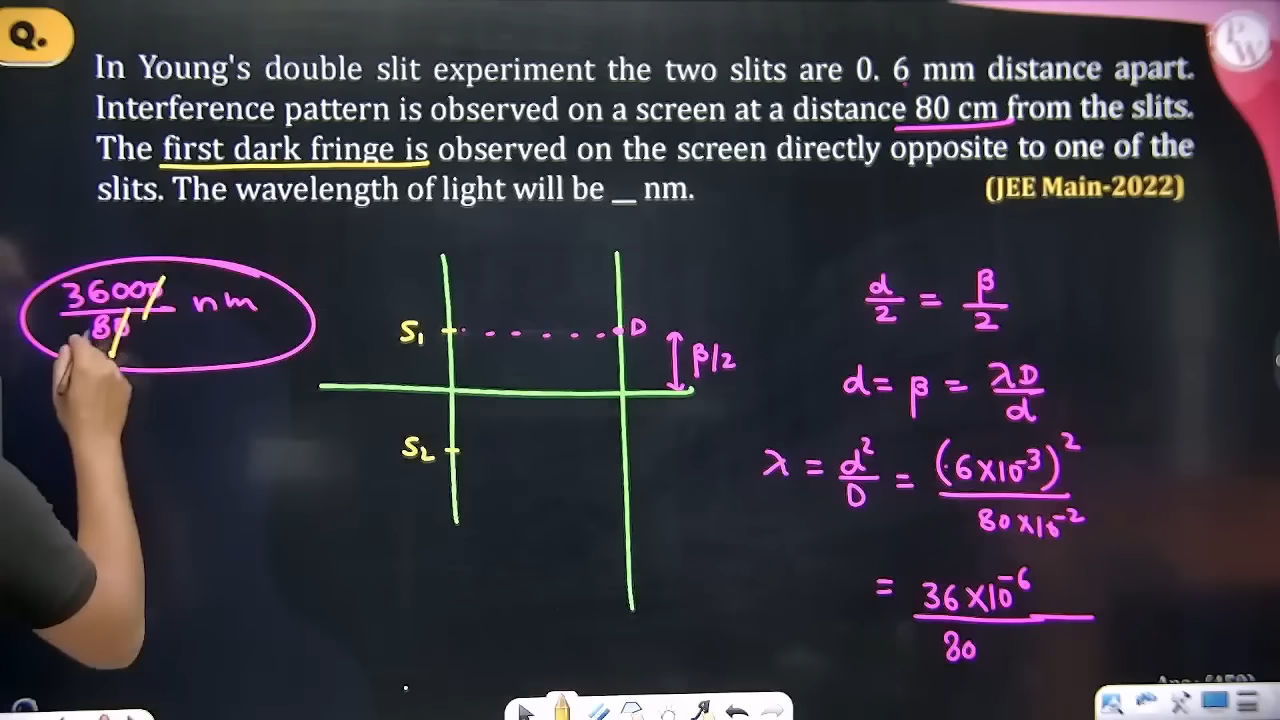 Q.
PW
In Young's double slit experiment the two slits are 0. 6 mm distance apart.
Interference pattern is observed on a screen at a distance 80 cm from the slits.
The first dark fringe is observed on the screen directly opposite to one of the
slits. The wavelength of light will be _ nm.
(JEE Main-2022)
36000
80
nm
S₁
D
β/2
S₂
d/2 = β/2
d = β = λD/d
λ = d²/D = (.6×10⁻³)² / 80×10⁻²
= 36×10⁻⁶ / 80